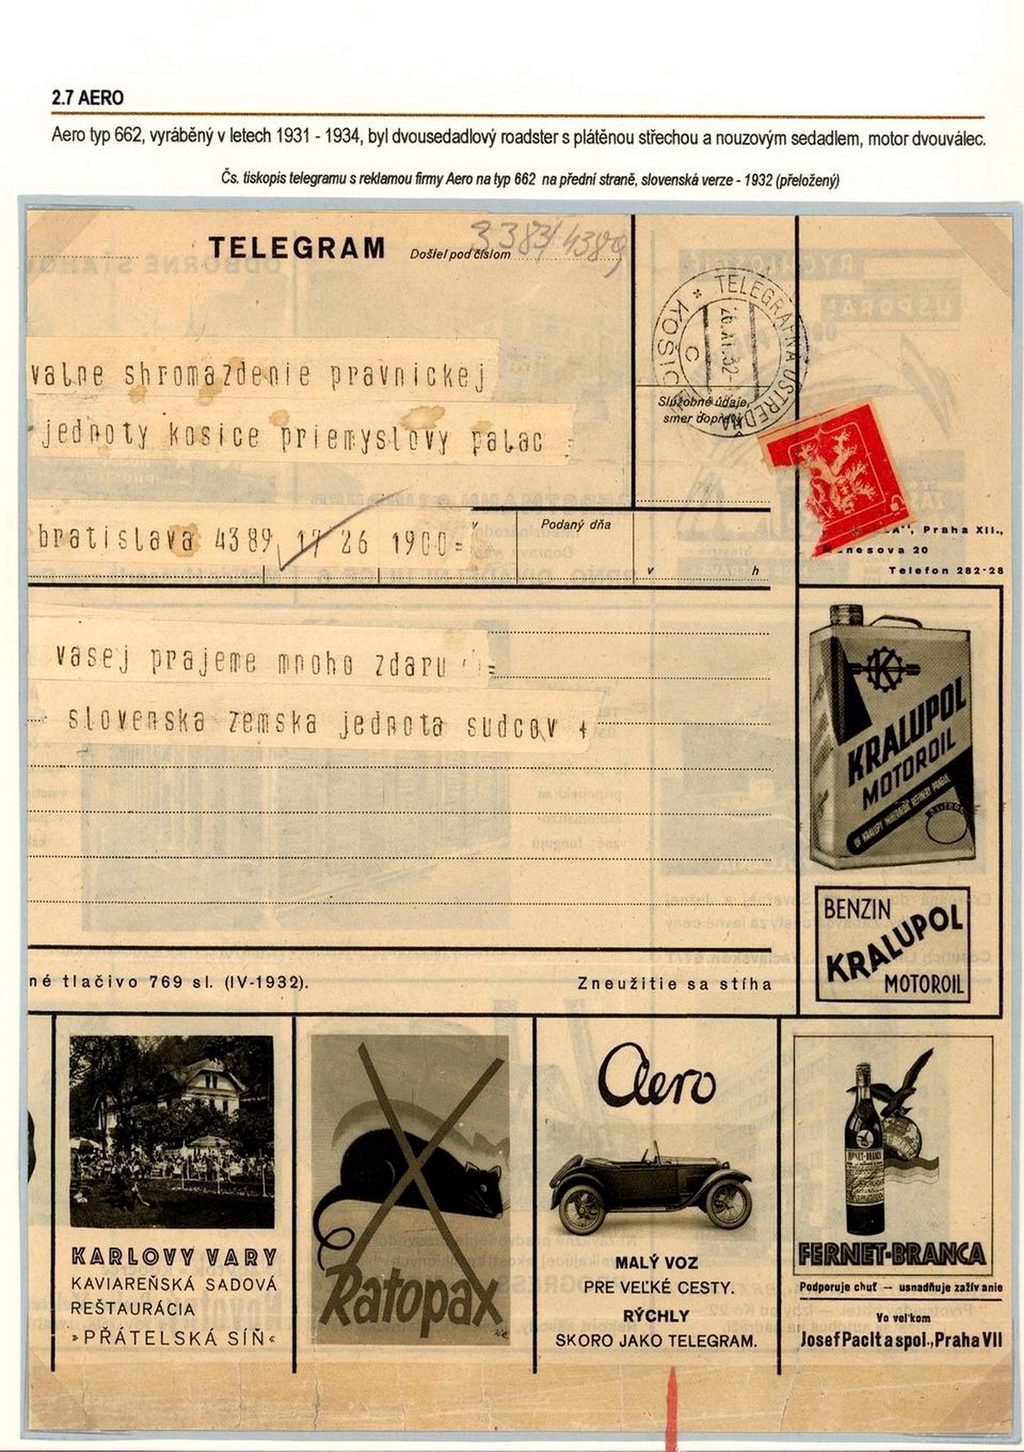 2.7 AERO
Aero typ 662, vyráběný v letech 1931 - 1934, byl dvousedadlový roadster s plátěnou střechou a nouzovým sedadlem, motor dvouválec.
Čs. tiskopis telegramu s reklamou firmy Aero na typ 662 na přední straně, slovenská verze - 1932 (přeložený)
TELEGRAM
Došiel pod číslom
3383/4389
TELEGRAFNA ÚSTREDŇA
KOŠICE
C
26.XI.32
valne shromazdenie pravnickej
jednoty kosice priemyslovy palac =
Služobné údaje,
smer dopravy
bratislava 4389 17 26 1900=
v
Podaný dňa
v h
Praha XII.,
nesova 20
Telefon 282-28
vasej prajeme mnoho zdaru =
slovenska zemska jednota sudcov +
KRALUPOL
MOTOROIL
BENZIN
KRALUPOL
MOTOROIL
né tlačivo 769 sl. (IV-1932).
Zneužitie sa stíha
KARLOVY VARY
KAVIAREŇSKÁ SADOVÁ
REŠTAURÁCIA
»PŘÁTELSKÁ SÍŇ«
Ratopax
Aero
MALÝ VOZ
PRE VEĽKÉ CESTY.
RÝCHLY
SKORO JAKO TELEGRAM.
FERNET-BRANCA
FERNET-BRANCA
Podporuje chuť — usnadňuje zažívanie
Vo veľkom
Josef Paclt a spol., Praha VII